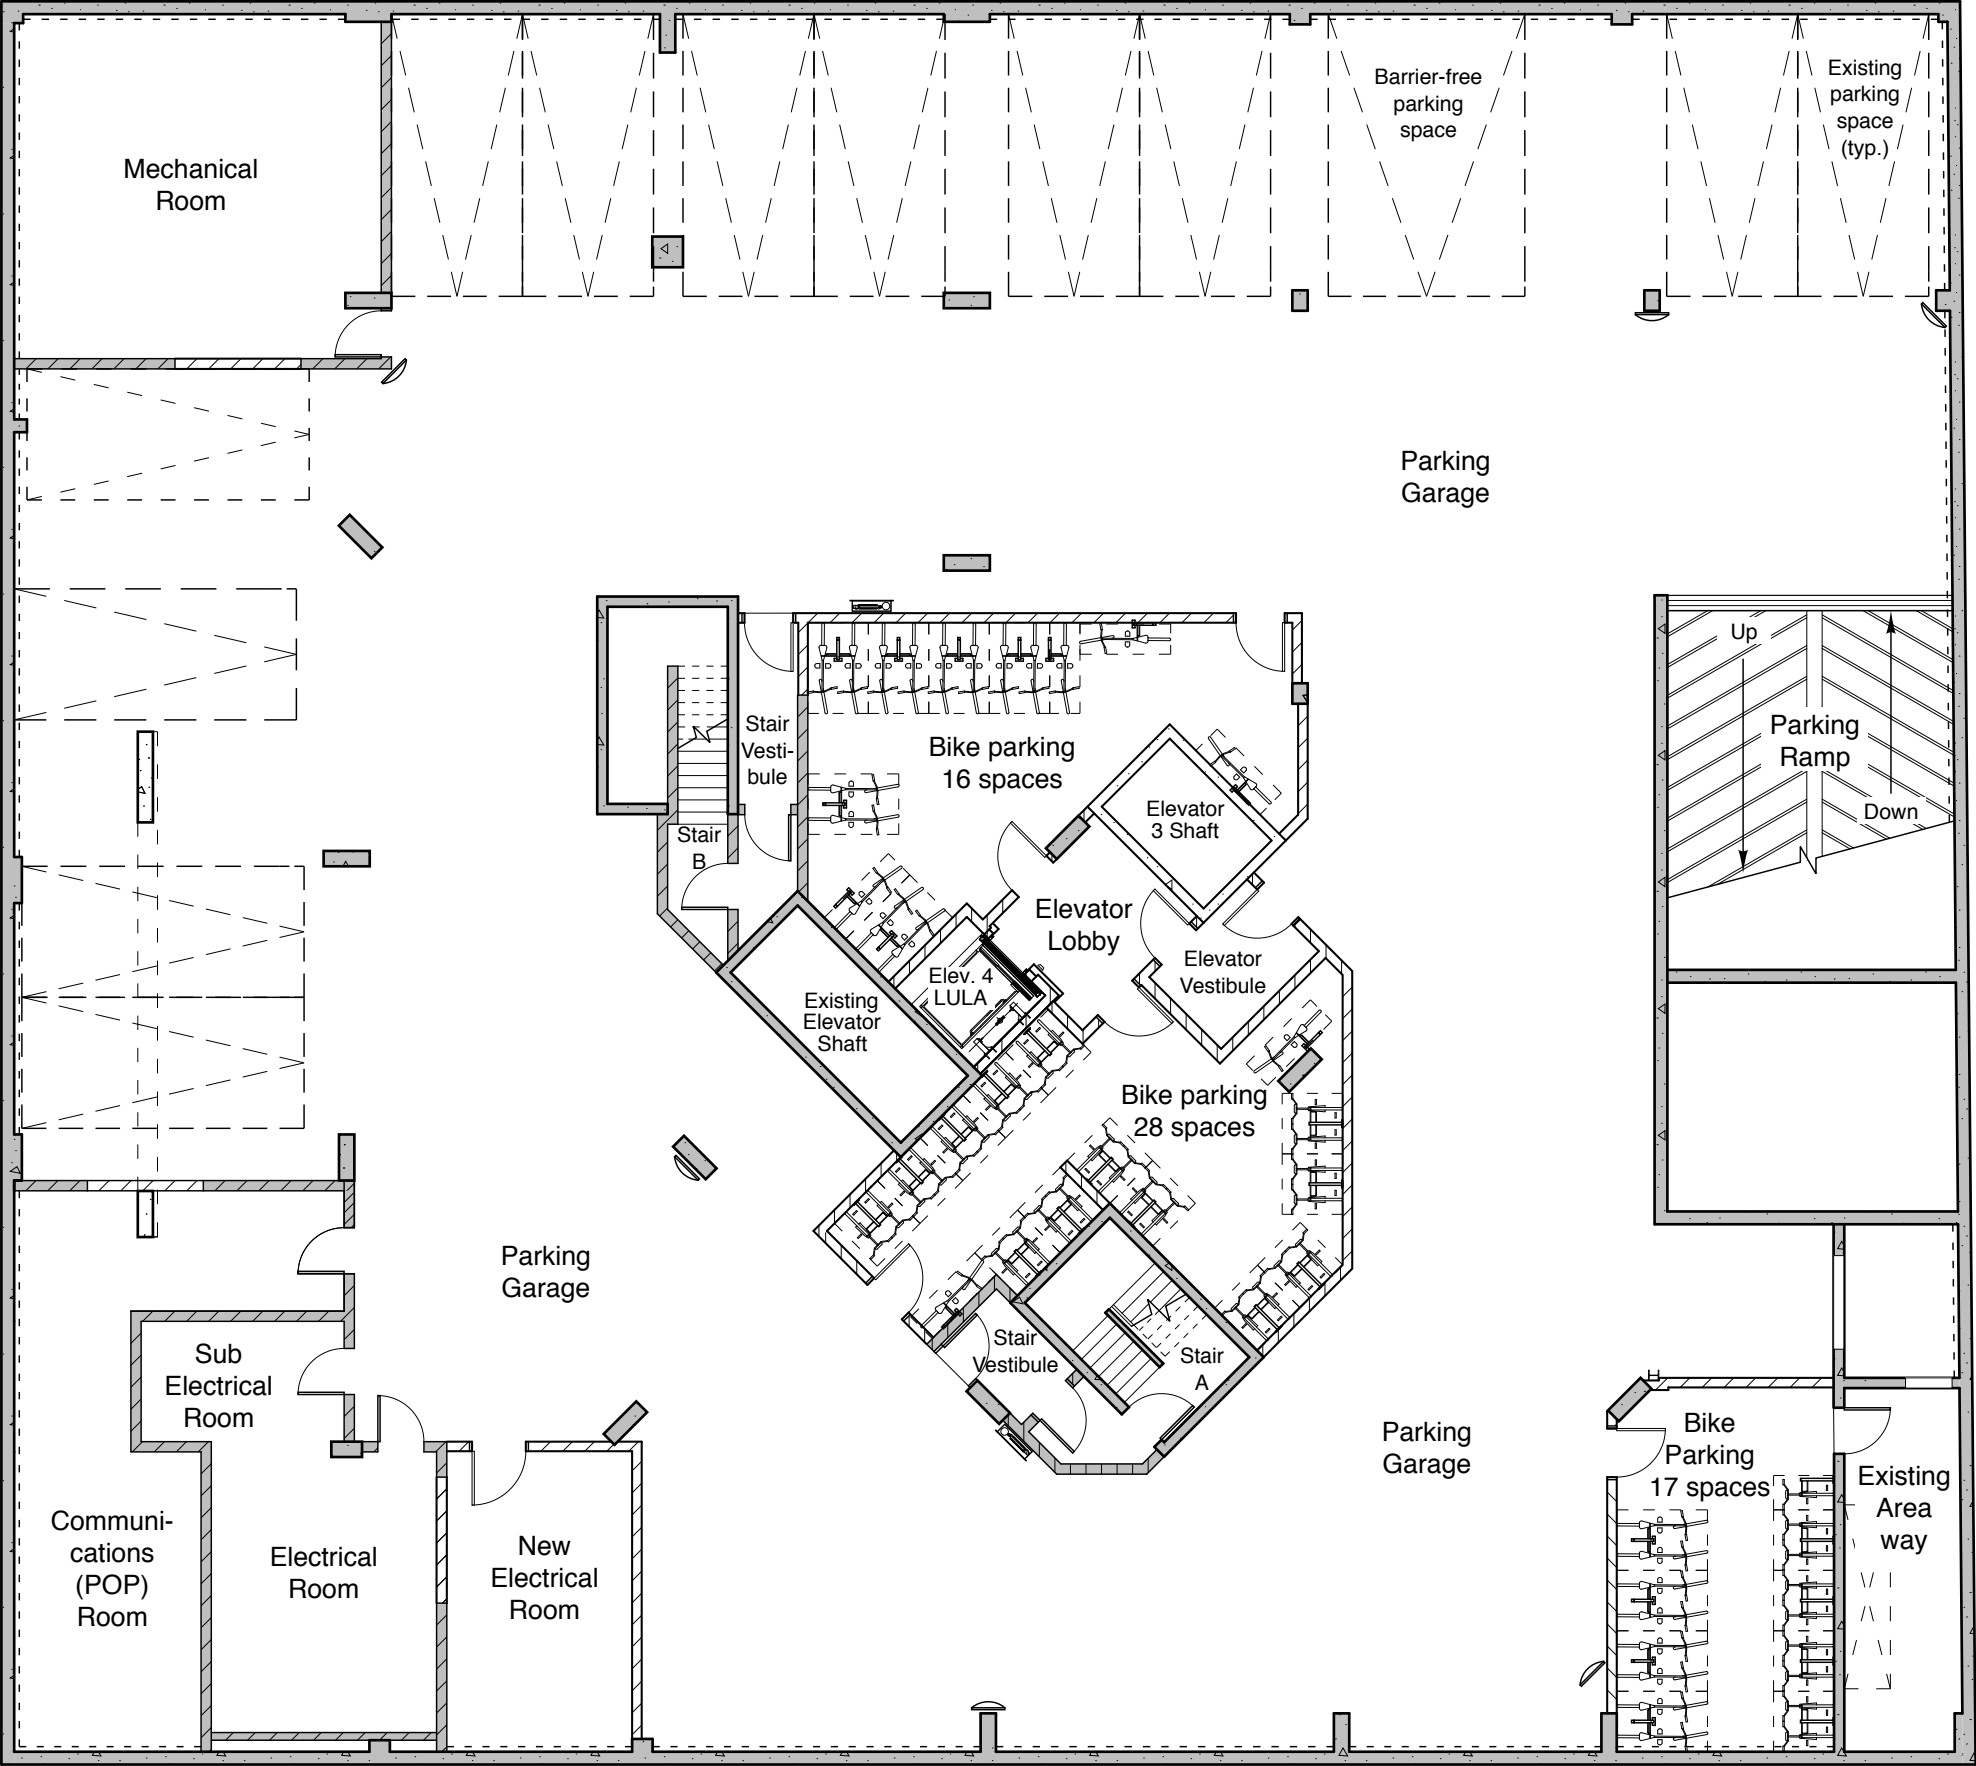 Barrier-free
parking
space
Existing
parking
space
(typ.)
Mechanical
Room
Parking
Garage
Up
Parking
Ramp
Down
Stair
Vesti-
bule
Bike parking
16 spaces
Elevator
3 Shaft
Stair
B
Elevator
Lobby
Elevator
Vestibule
Elev. 4
LULA
Existing
Elevator
Shaft
Bike parking
28 spaces
Parking
Garage
Sub
Electrical
Room
Stair
Vestibule
Stair
A
Parking
Garage
Bike
Parking
17 spaces
Existing
Area
way
Communi-
cations
(POP)
Room
Electrical
Room
New
Electrical
Room